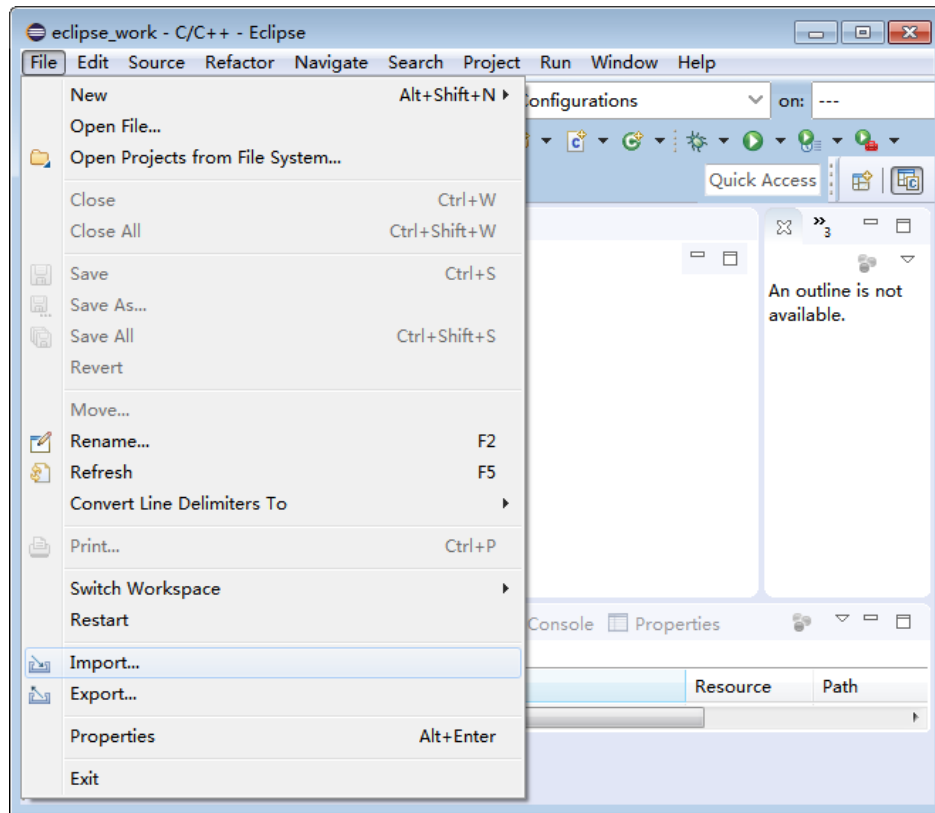 eclipse_work - C/C++ - Eclipse
File Edit Source Refactor Navigate Search Project Run Window Help
New Alt+Shift+N
onfigurations on: ---
Open File...
Open Projects from File System...
Quick Access
Close Ctrl+W
Close All Ctrl+Shift+W
3
Save Ctrl+S
Save As...
Save All Ctrl+Shift+S
Revert
An outline is not
available.
Move...
Rename... F2
Refresh F5
Convert Line Delimiters To
Print... Ctrl+P
Switch Workspace
Restart
Console Properties
Import...
Export...
Resource Path
Properties Alt+Enter
Exit